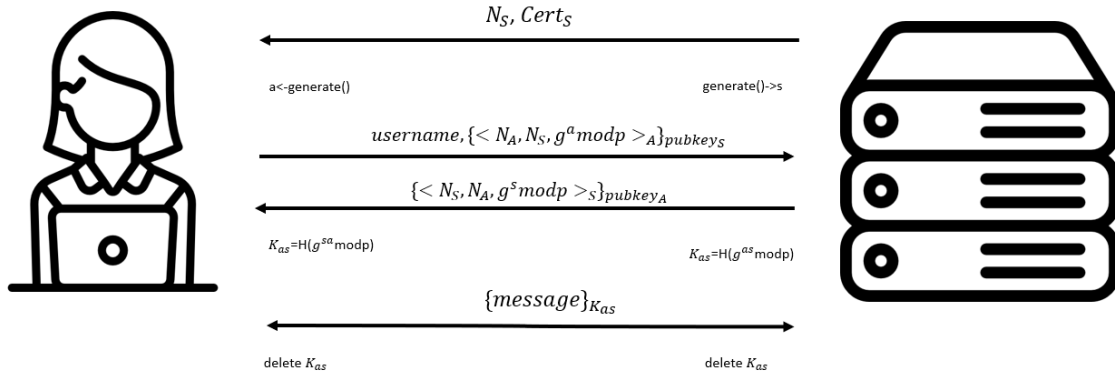 N_S, Cert_S
a<-generate()
generate()->s
username, {< N_A, N_S, g^a modp >_A}_{pubkey_S}
{< N_S, N_A, g^s modp >_S}_{pubkey_A}
K_as=H(g^{sa}modp)
K_as=H(g^{as}modp)
{message}_{K_as}
delete K_as
delete K_as